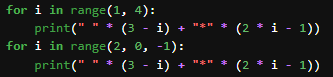 for i in range(1, 4):
    print(" " * (3 - i) + "*" * (2 * i - 1))
for i in range(2, 0, -1):
    print(" " * (3 - i) + "*" * (2 * i - 1))